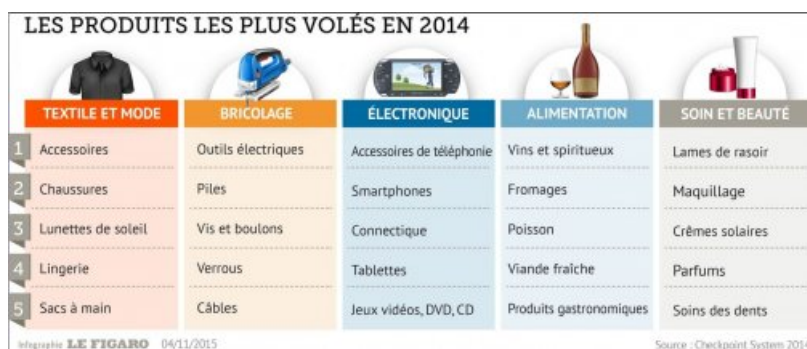 LES PRODUITS LES PLUS VOLÉS EN 2014
TEXTILE ET MODE BRICOLAGE ÉLECTRONIQUE ALIMENTATION SOIN ET BEAUTÉ
1 Accessoires Outils électriques Accessoires de téléphonie Vins et spiritueux Lames de rasoir
2 Chaussures Piles Smartphones Fromages Maquillage
3 Lunettes de soleil Vis et boulons Connectique Poisson Crêmes solaires
4 Lingerie Verrous Tablettes Viande fraîche Parfums
5 Sacs à main Câbles Jeux vidéos, DVD, CD Produits gastronomiques Soins des dents
Infographie LE FIGARO 04/11/2015 Source : Checkpoint System 2014